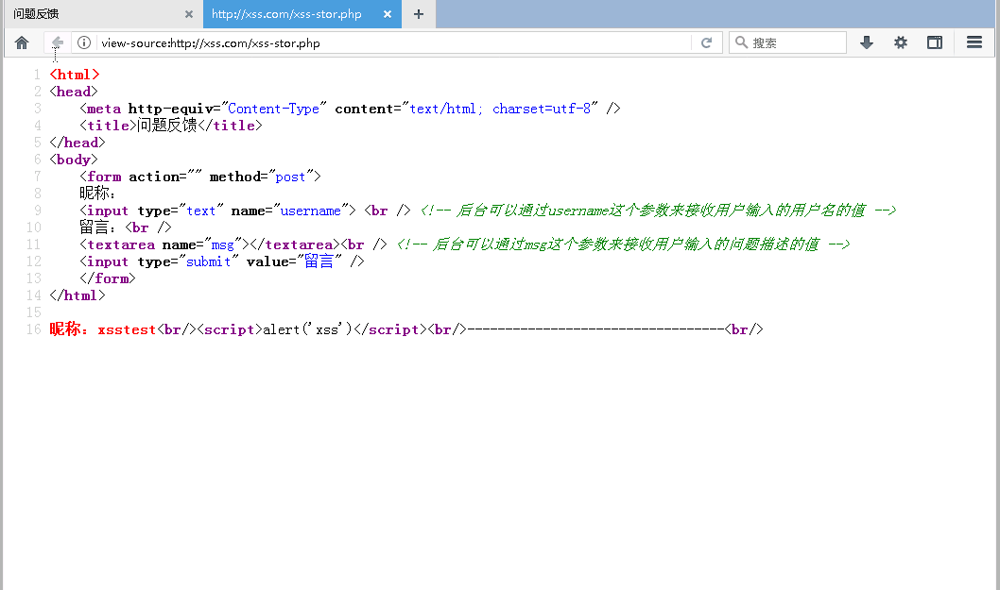 问题反馈
http://xss.com/xss-stor.php
view-source:http://xss.com/xss-stor.php
搜索
1 <html>
2 <head>
3 <meta http-equiv="Content-Type" content="text/html; charset=utf-8" />
4 <title>问题反馈</title>
5 </head>
6 <body>
7 <form action="" method="post">
8 昵称:
9 <input type="text" name="username"> <br /> <!-- 后台可以通过username这个参数来接收用户输入的用户名的值 -->
10 留言：<br />
11 <textarea name="msg"></textarea><br /> <!-- 后台可以通过msg这个参数来接收用户输入的问题描述的值 -->
12 <input type="submit" value="留言" />
13 </form>
14 </html>
15
16 昵称：xsstest<br/><script>alert('xss')</script><br/>----------------------------------<br/>